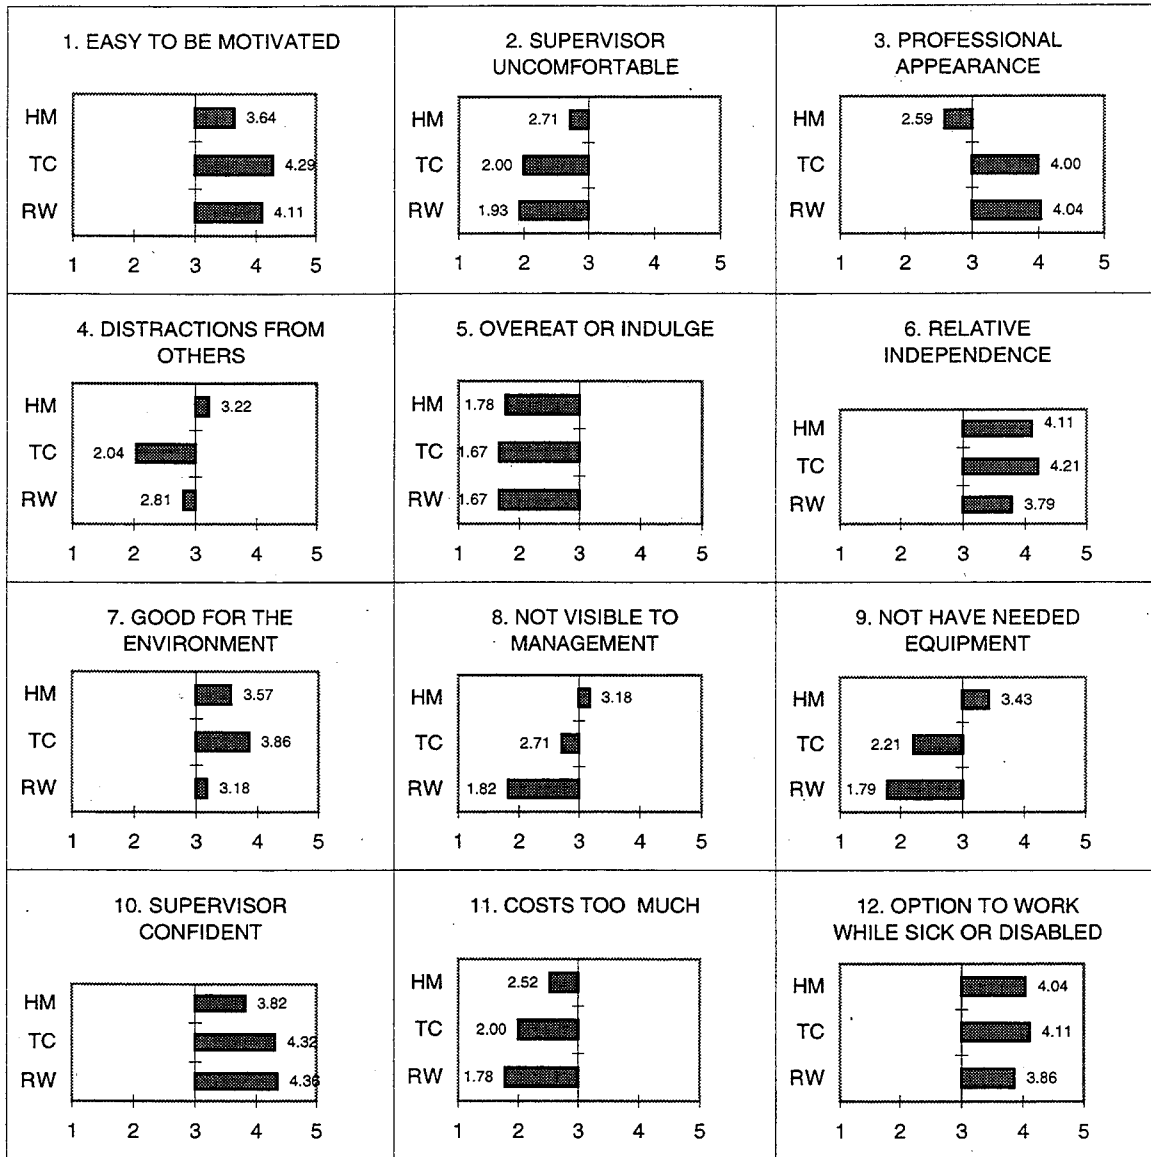 1. EASY TO BE MOTIVATED
HM 3.64
TC 4.29
RW 4.11
1 2 3 4 5
2. SUPERVISOR
UNCOMFORTABLE
HM 2.71
TC 2.00
RW 1.93
1 2 3 4 5
3. PROFESSIONAL
APPEARANCE
HM 2.59
TC 4.00
RW 4.04
1 2 3 4 5
4. DISTRACTIONS FROM
OTHERS
HM 3.22
TC 2.04
RW 2.81
1 2 3 4 5
5. OVEREAT OR INDULGE
HM 1.78
TC 1.67
RW 1.67
1 2 3 4 5
6. RELATIVE
INDEPENDENCE
HM 4.11
TC 4.21
RW 3.79
1 2 3 4 5
7. GOOD FOR THE
ENVIRONMENT
HM 3.57
TC 3.86
RW 3.18
1 2 3 4 5
8. NOT VISIBLE TO
MANAGEMENT
HM 3.18
TC 2.71
RW 1.82
1 2 3 4 5
9. NOT HAVE NEEDED
EQUIPMENT
HM 3.43
TC 2.21
RW 1.79
1 2 3 4 5
10. SUPERVISOR
CONFIDENT
HM 3.82
TC 4.32
RW 4.36
1 2 3 4 5
11. COSTS TOO MUCH
HM 2.52
TC 2.00
RW 1.78
1 2 3 4 5
12. OPTION TO WORK
WHILE SICK OR DISABLED
HM 4.04
TC 4.11
RW 3.86
1 2 3 4 5